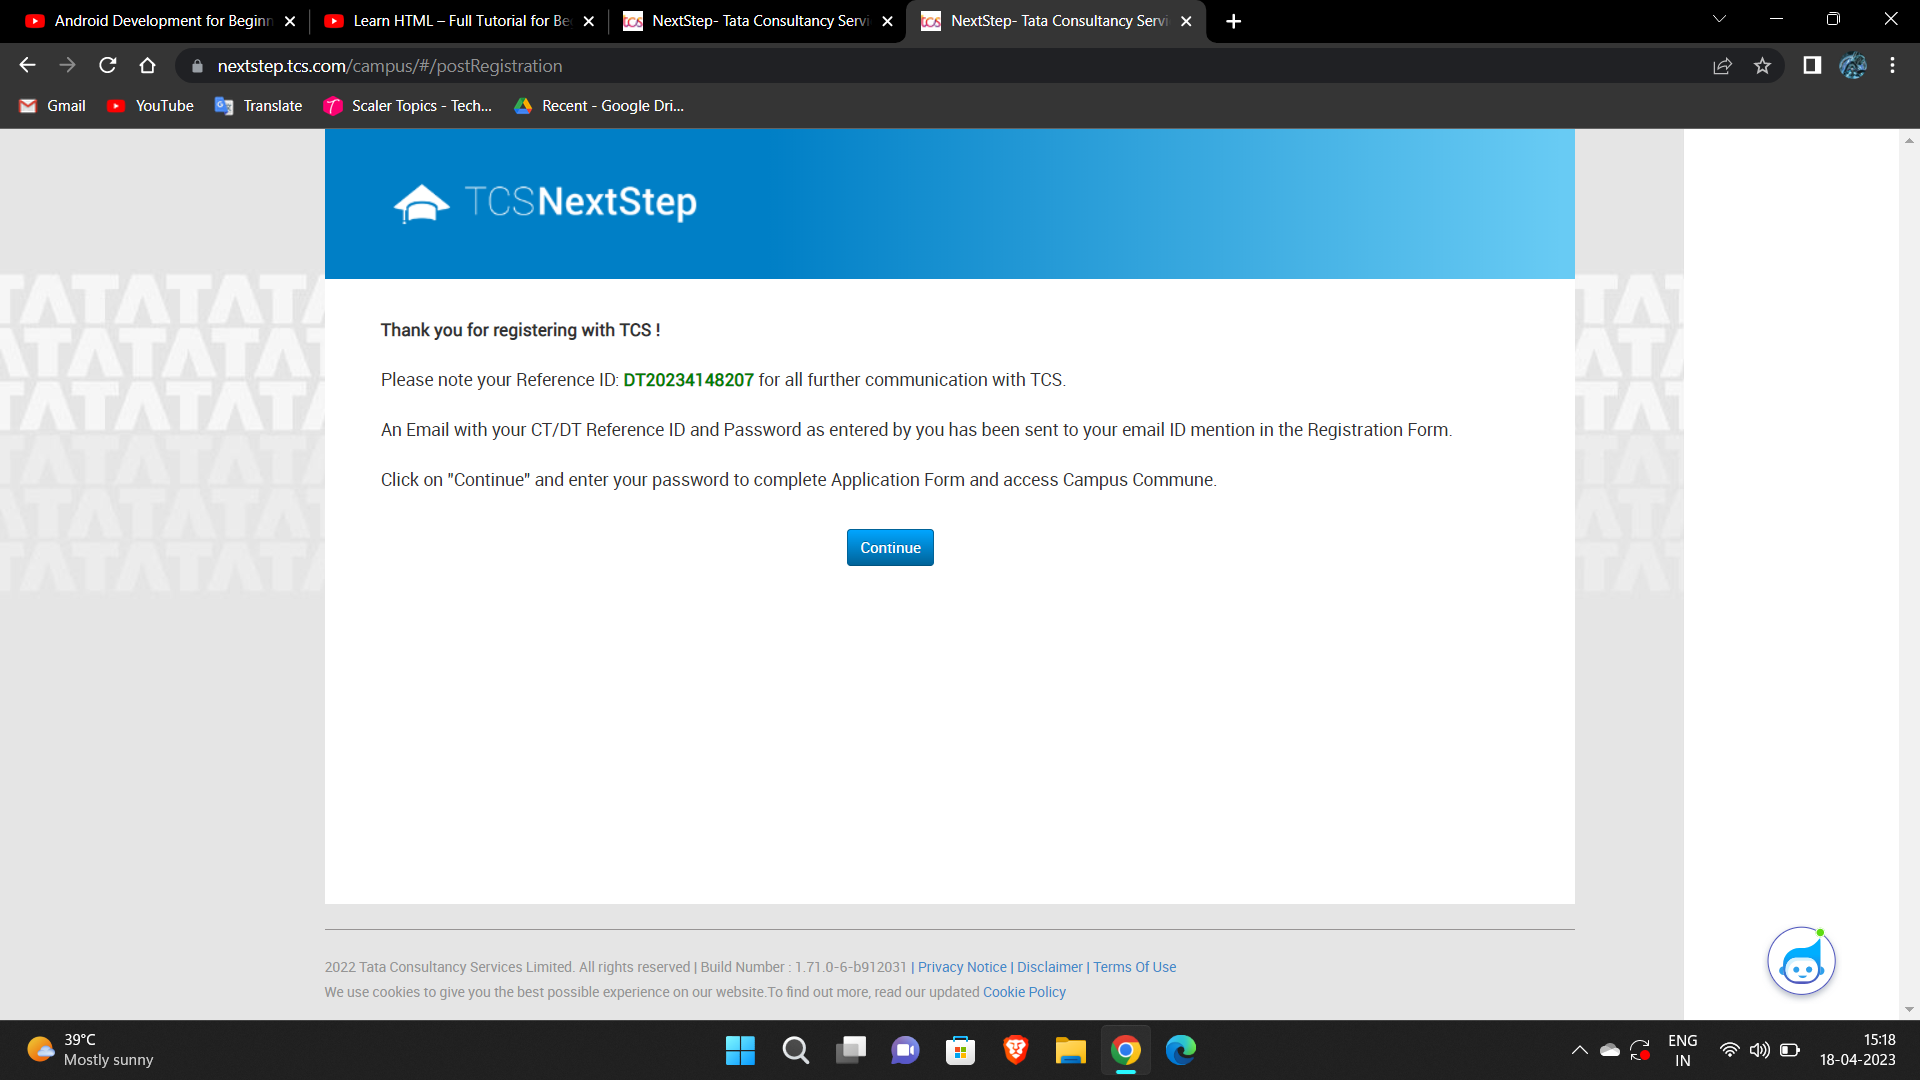 Android Development for Beginn
Learn HTML – Full Tutorial for Be
NextStep- Tata Consultancy Servi
NextStep- Tata Consultancy Servi
nextstep.tcs.com/campus/#/postRegistration
Gmail
YouTube
Translate
Scaler Topics - Tech...
Recent - Google Dri...
TCSNextStep
Thank you for registering with TCS !
Please note your Reference ID: DT20234148207 for all further communication with TCS.
An Email with your CT/DT Reference ID and Password as entered by you has been sent to your email ID mention in the Registration Form.
Click on "Continue" and enter your password to complete Application Form and access Campus Commune.
Continue
2022 Tata Consultancy Services Limited. All rights reserved | Build Number : 1.71.0-6-b912031 | Privacy Notice | Disclaimer | Terms Of Use
We use cookies to give you the best possible experience on our website.To find out more, read our updated Cookie Policy
39°C
Mostly sunny
ENG
IN
15:18
18-04-2023